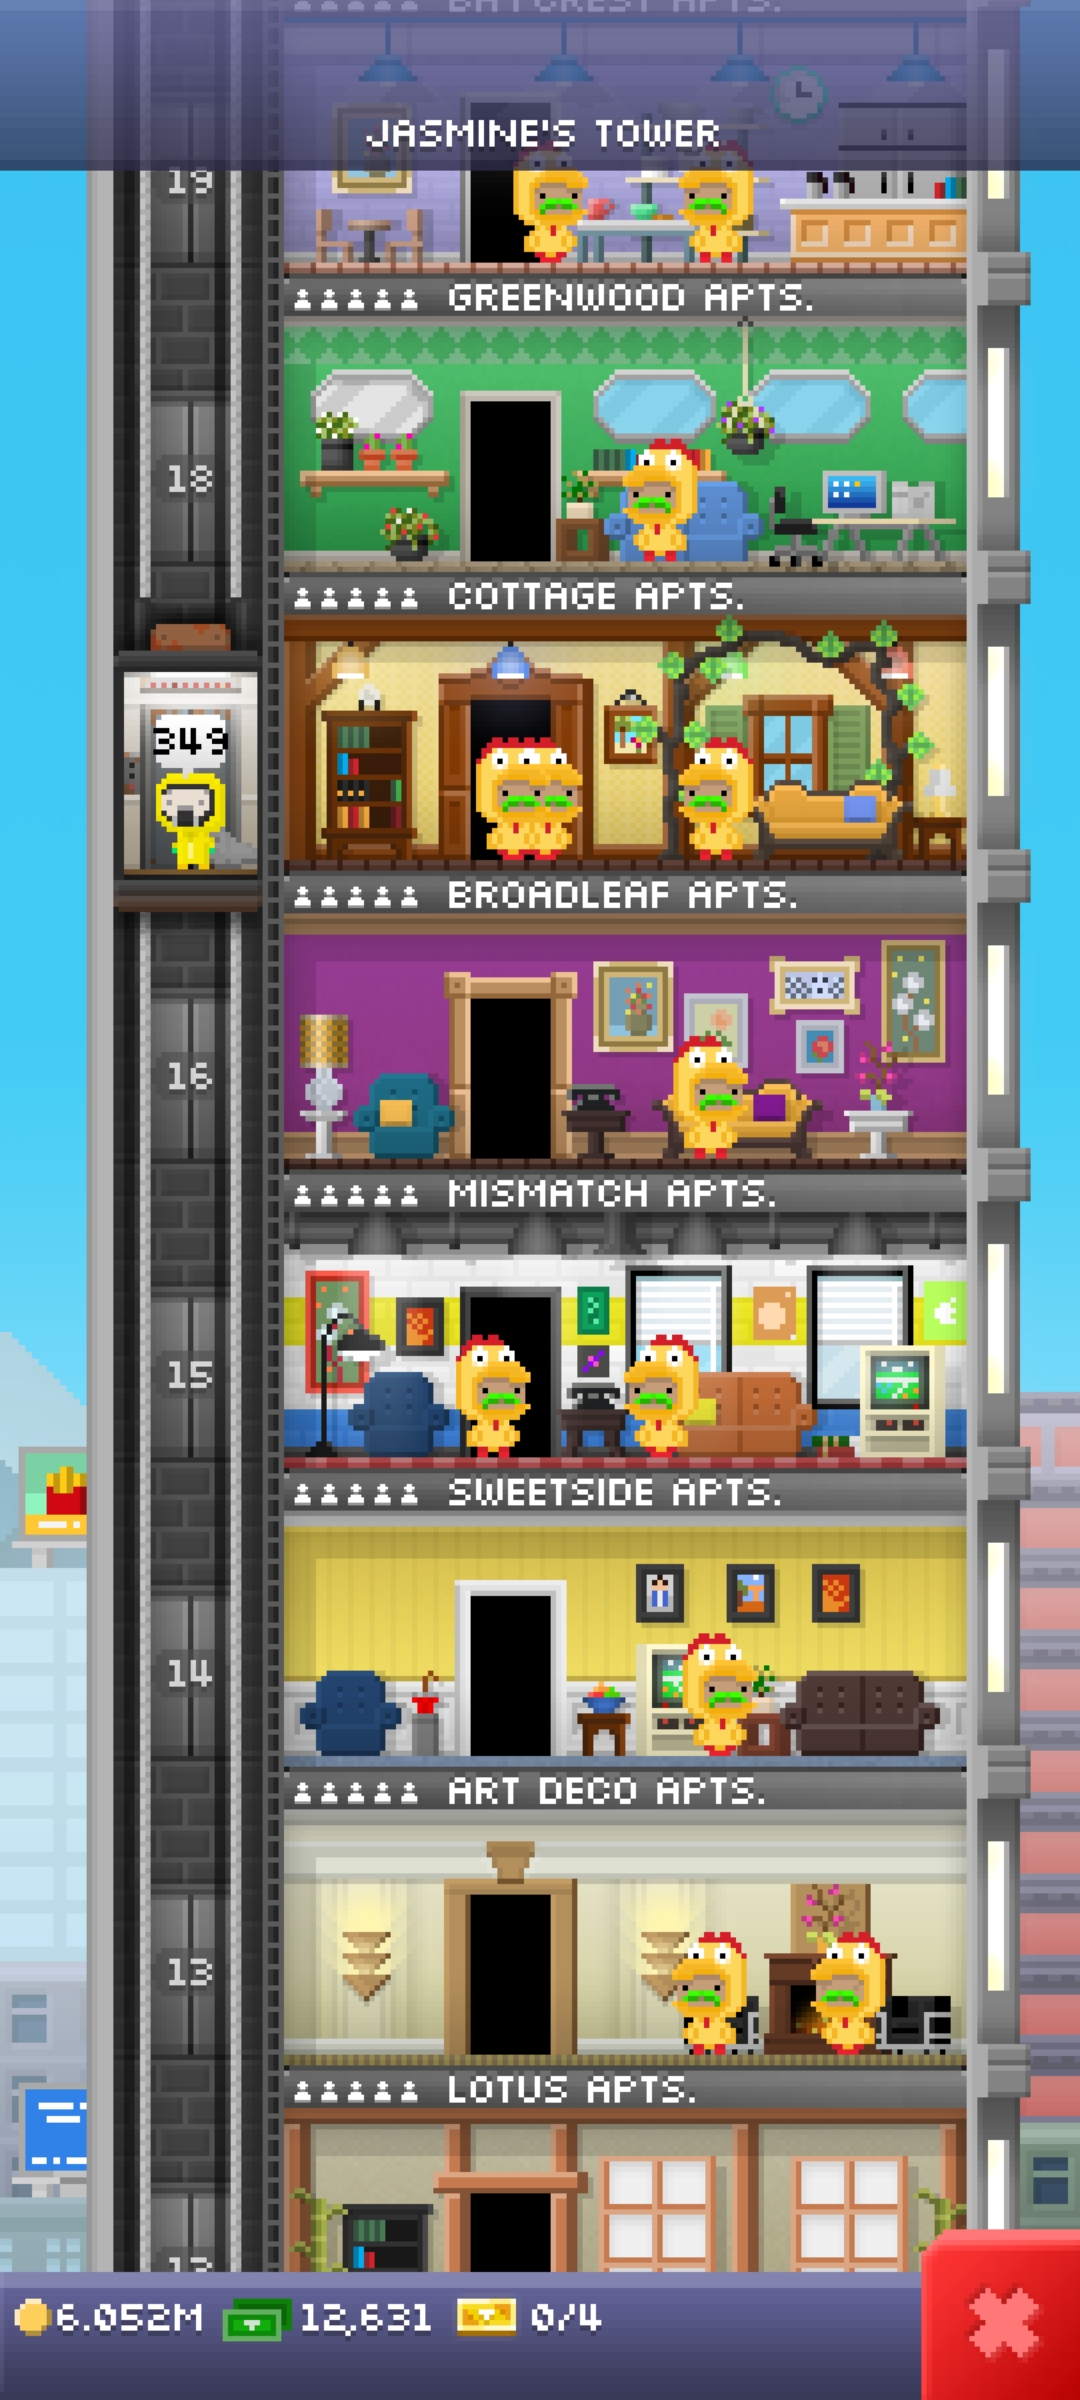 JASMINE'S TOWER
19
GREENWOOD APTS.
18
COTTAGE APTS.
349
BROADLEAF APTS.
16
MISMATCH APTS.
15
SWEETSIDE APTS.
14
ART DECO APTS.
13
LOTUS APTS.
6.052M 12,631 0/4